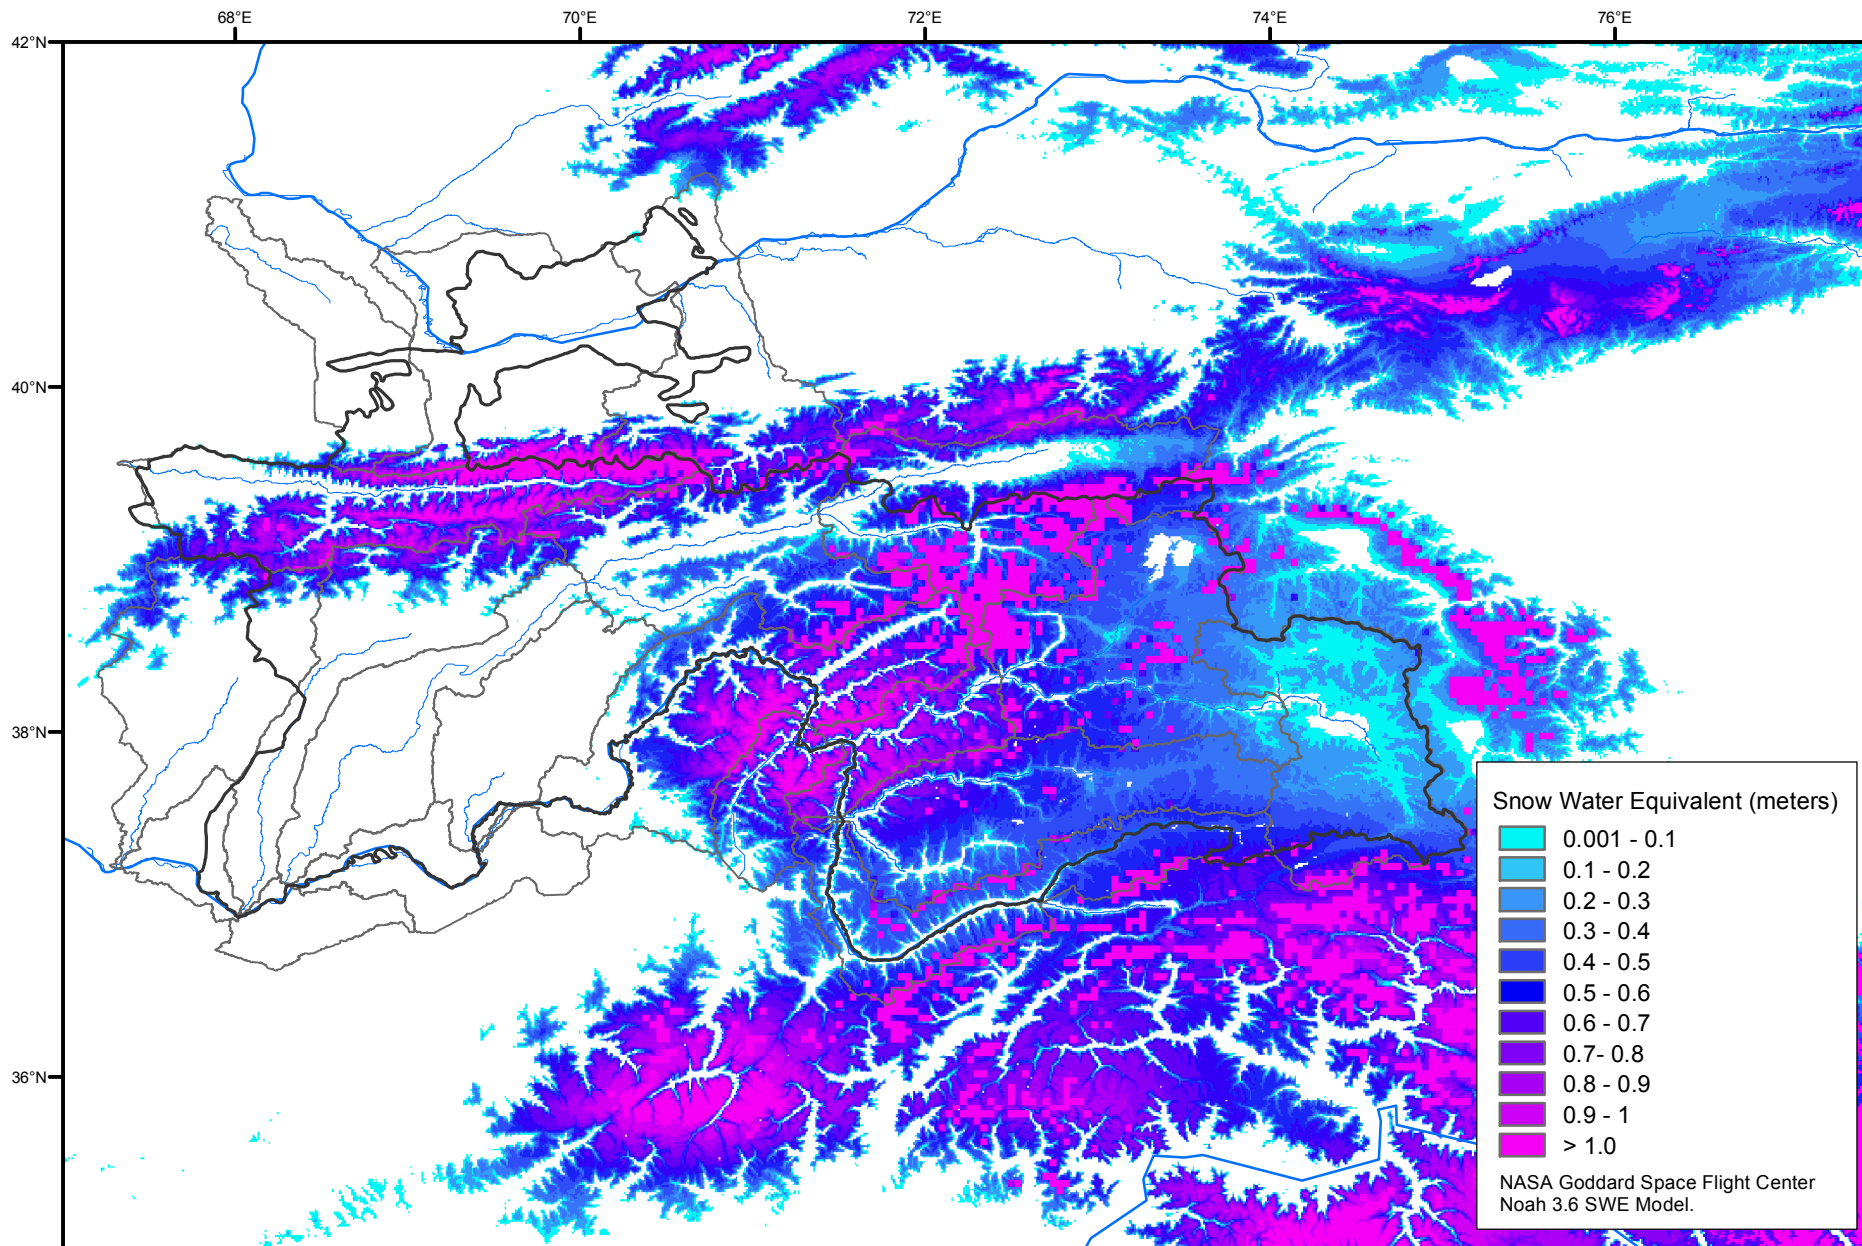 68°E 70°E 72°E 74°E 76°E
42°N
40°N
38°N
36°N
Snow Water Equivalent (meters)
0.001 - 0.1
0.1 - 0.2
0.2 - 0.3
0.3 - 0.4
0.4 - 0.5
0.5 - 0.6
0.6 - 0.7
0.7- 0.8
0.8 - 0.9
0.9 - 1
> 1.0
NASA Goddard Space Flight Center
Noah 3.6 SWE Model.